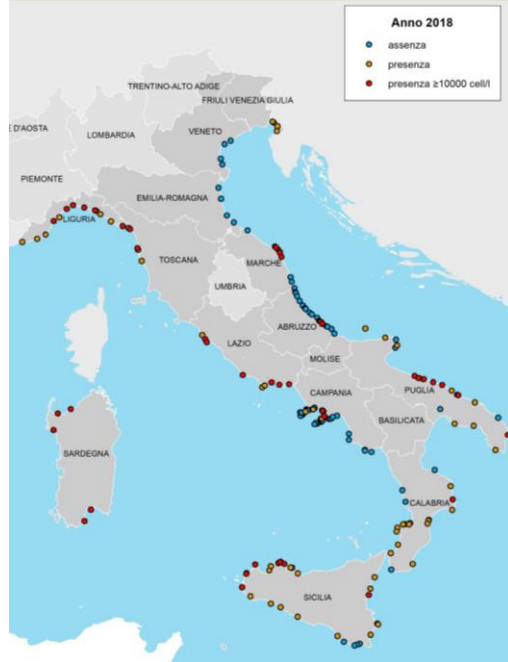 Anno 2018
assenza
presenza
presenza ≥10000 cell/l
TRENTINO-ALTO ADIGE
FRIULI VENEZIA GIULIA
E D'AOSTA
LOMBARDIA
VENETO
PIEMONTE
EMILIA-ROMAGNA
LIGURIA
TOSCANA
MARCHE
UMBRIA
ABRUZZO
LAZIO
MOLISE
CAMPANIA
PUGLIA
BASILICATA
SARDEGNA
CALABRIA
SICILIA